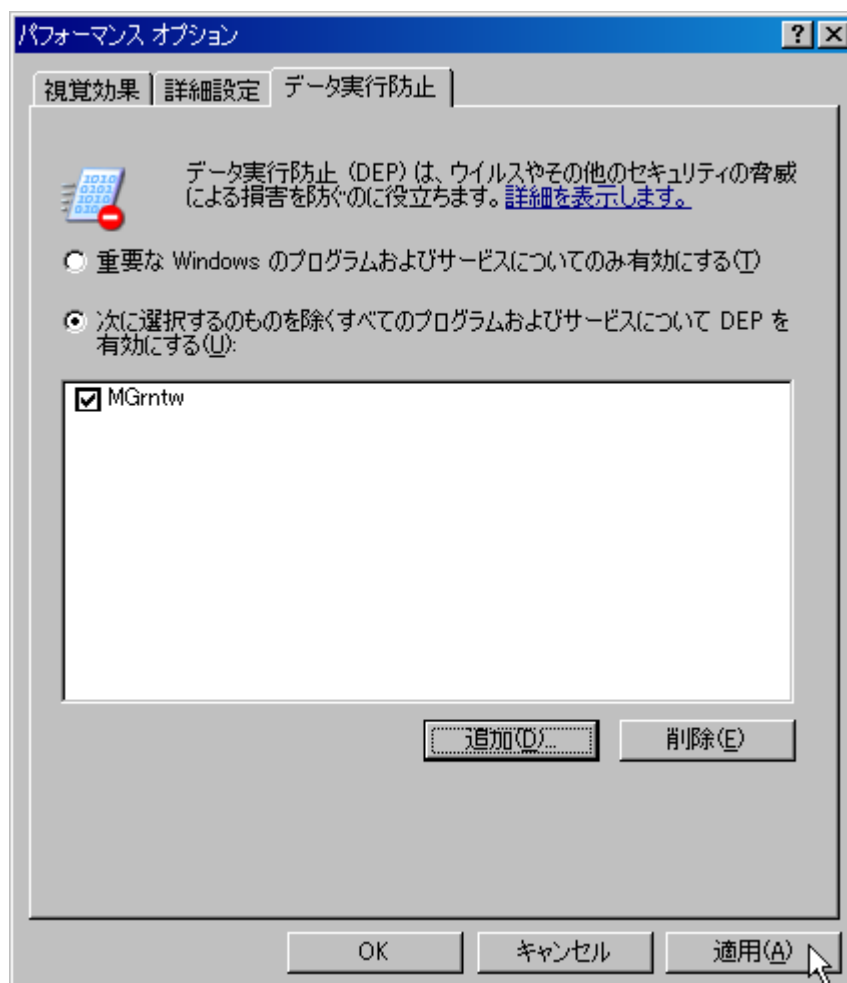 パフォーマンス オプション
視覚効果 詳細設定 データ実行防止
データ実行防止 (DEP) は、ウイルスやその他のセキュリティの脅威
による損害を防ぐのに役立ちます。詳細を表示します。
重要な Windows のプログラムおよびサービスについてのみ有効にする(T)
次に選択するのものを除くすべてのプログラムおよびサービスについて DEP を
有効にする(U):
MGrntw
追加(D)... 削除(E)
OK キャンセル 適用(A)